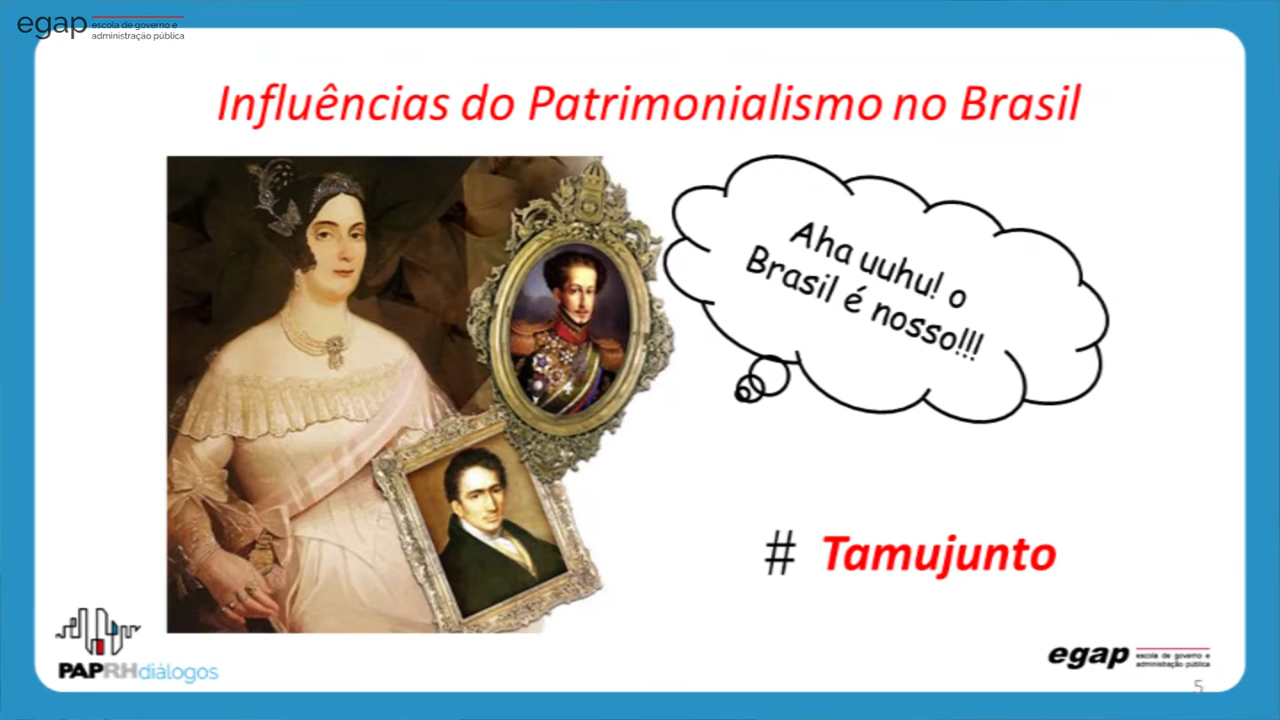 egap escola de governo e
administração pública
Influências do Patrimonialismo no Brasil
Aha uuhu! o
Brasil é nosso!!!
# Tamujunto
PAPRHdiálogos
egap escola de governo e
administração pública
5